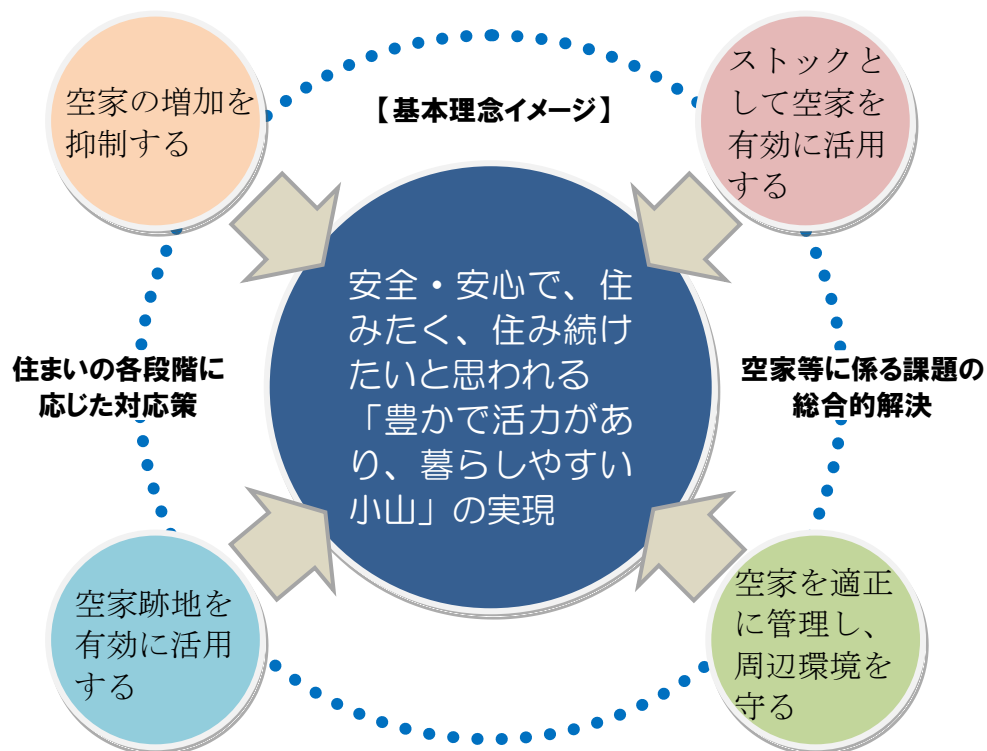 【基本理念イメージ】
空家の増加を
抑制する
ストックと
して空家を
有効に活用
する
安全・安心で、住
みたく、住み続け
たいと思われる
「豊かで活力があ
り、暮らしやすい
小山」の実現
住まいの各段階に
応じた対応策
空家等に係る課題の
総合的解決
空家跡地を
有効に活用
する
空家を適正
に管理し、
周辺環境を
守る